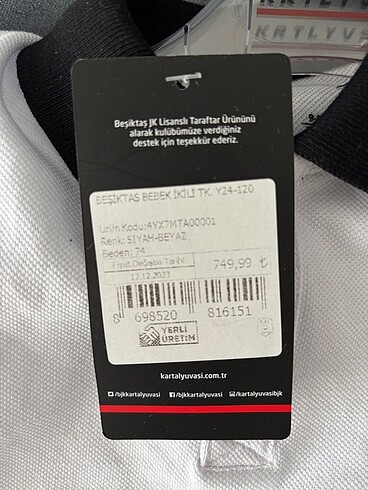 KRTLYVS
Beşiktaş JK Lisanslı Taraftar Ürününü
alarak kulübümüze verdiğiniz
destek için teşekkür ederiz.
BEŞİKTAŞ BEBEK İKİLİ TK. Y24-120
Ürün Kodu:4YX7MTA00001
Renk: SİYAH-BEYAZ
Beden: 74
Fiyat Değişiklik Tarihi
12.12.2023
749,99 ₺
8 698520 816151
YERLİ
ÜRETİM
kartalyuvasi.com.tr
/bjkkartalyuvasi /bjkkartalyuvasi /kartalyuvasibjk